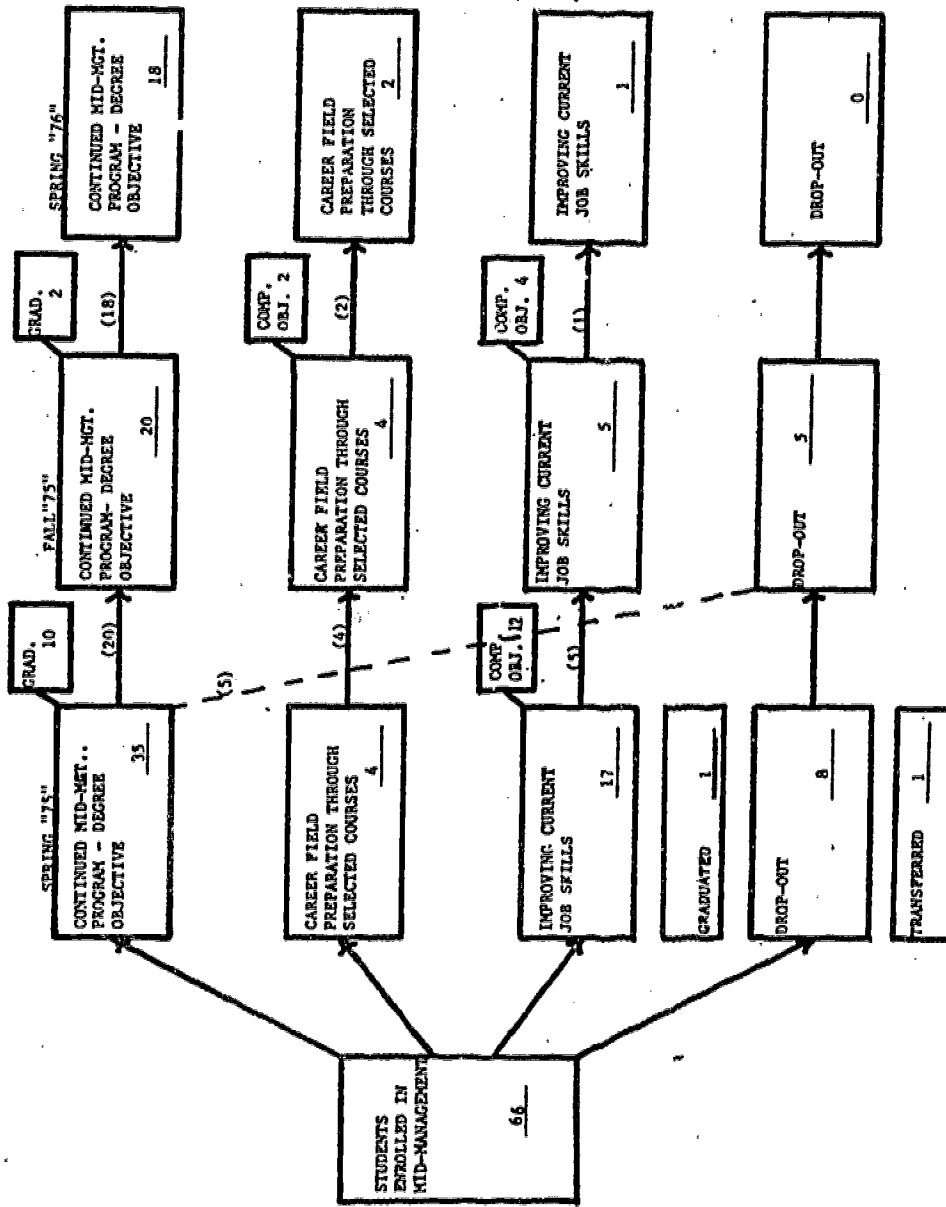 STUDENTS
ENROLLED IN
MID-MANAGEMENT
66
SPRING "75"
CONTINUED MID-MGT..
PROGRAM - DEGREE
OBJECTIVE
35
GRAD.
10
(20)
(5)
CAREER FIELD
PREPARATION THROUGH
SELECTED COURSES
4
(4)
IMPROVING CURRENT
JOB SKILLS
17
COMP.
OBJ. 12
(5)
GRADUATED 1
DROP-OUT
8
TRANSFERRED 1
FALL"75"
CONTINUED MID-MGT.
PROGRAM- DEGREE
OBJECTIVE
20
GRAD.
2
(18)
CAREER FIELD
PREPARATION THROUGH
SELECTED COURSES
4
COMP.
OBJ. 2
(2)
IMPROVING CURRENT
JOB SKILLS
5
COMP.
OBJ. 4
(1)
DROP-OUT
5
SPRING "76"
CONTINUED MID-MGT.
PROGRAM - DEGREE
OBJECTIVE
18
CAREER FIELD
PREPARATION
THROUGH SELECTED
COURSES
2
IMPROVING CURRENT
JOB SKILLS
1
DROP-OUT
0